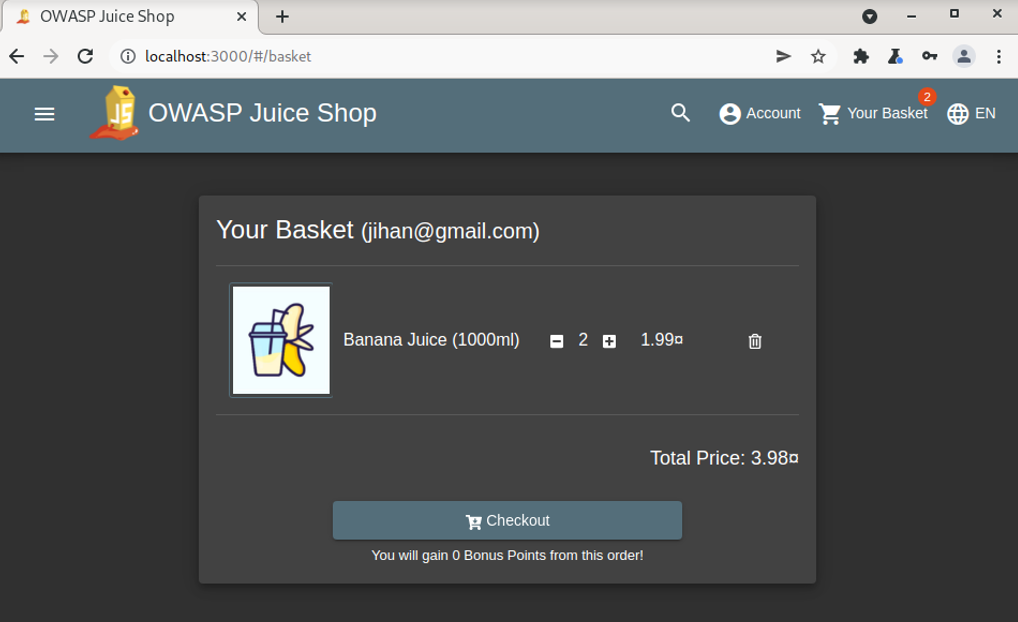 OWASP Juice Shop
localhost:3000/#/basket
JS OWASP Juice Shop Account Your Basket 2 EN
Your Basket (jihan@gmail.com)
Banana Juice (1000ml) 2 1.99¤
Total Price: 3.98¤
Checkout
You will gain 0 Bonus Points from this order!